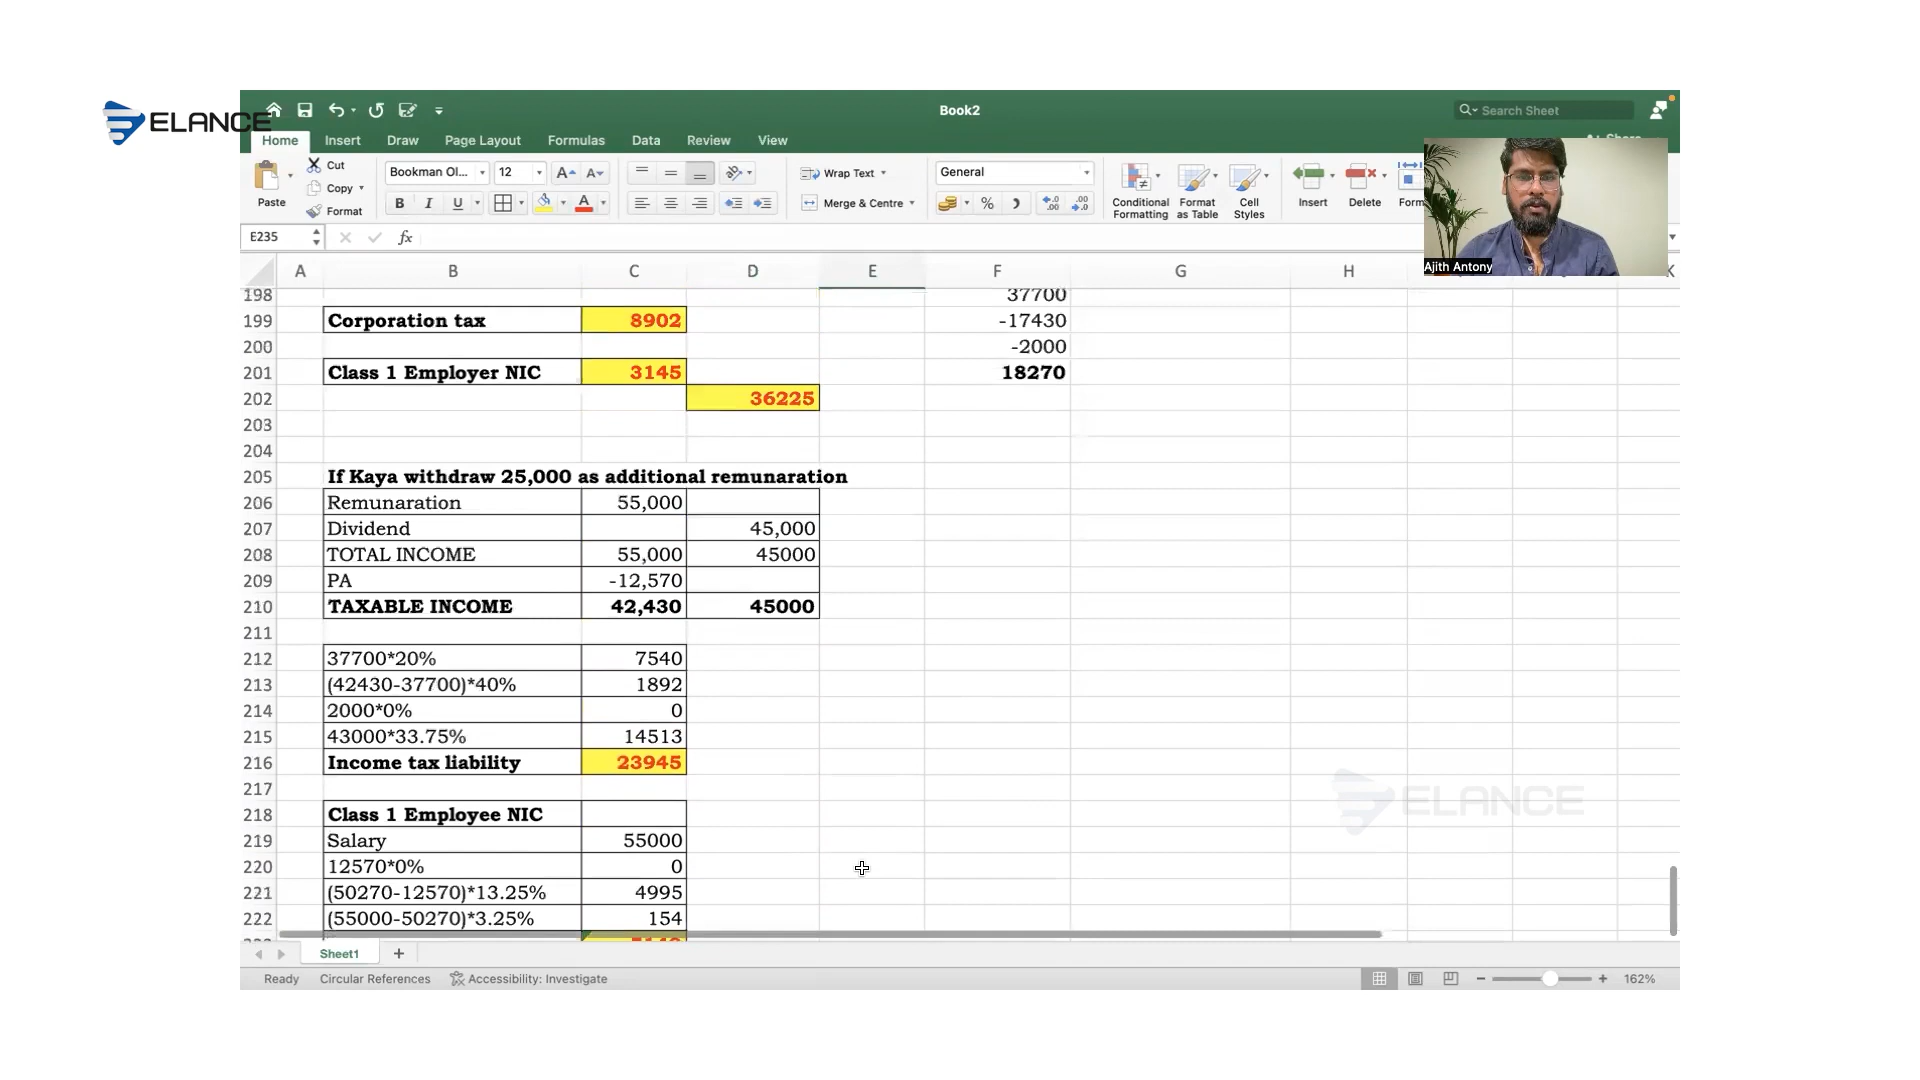 ELANCE
Book2
Search Sheet
Home Insert Draw Page Layout Formulas Data Review View
Paste
Cut
Copy
Format
Bookman Ol... 12
Wrap Text
Merge & Centre
General
Conditional Formatting
Format as Table
Cell Styles
Insert
Delete
Form
Ajith Antony
E235
fx
A B C D E F G H K
198 37700
199 Corporation tax 8902 -17430
200 -2000
201 Class 1 Employer NIC 3145 18270
202 36225
203
204
205 If Kaya withdraw 25,000 as additional remunaration
206 Remunaration 55,000
207 Dividend 45,000
208 TOTAL INCOME 55,000 45000
209 PA -12,570
210 TAXABLE INCOME 42,430 45000
211
212 37700*20% 7540
213 (42430-37700)*40% 1892
214 2000*0% 0
215 43000*33.75% 14513
216 Income tax liability 23945
217
218 Class 1 Employee NIC
219 Salary 55000
220 12570*0% 0
221 (50270-12570)*13.25% 4995
222 (55000-50270)*3.25% 154
ELANCE
Sheet1
Ready Circular References Accessibility: Investigate 162%